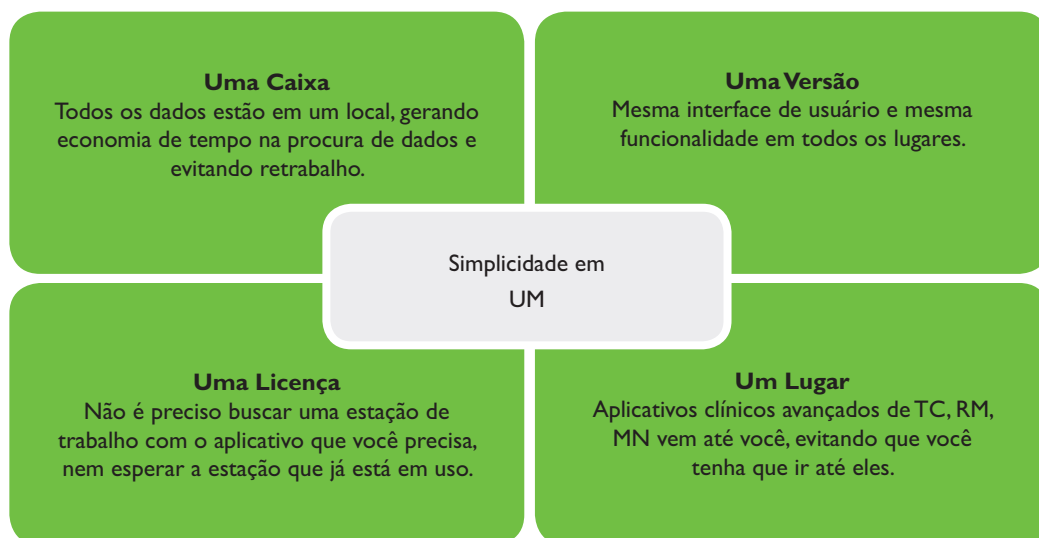 Uma Caixa
Todos os dados estão em um local, gerando
economia de tempo na procura de dados e
evitando retrabalho.
Uma Versão
Mesma interface de usuário e mesma
funcionalidade em todos os lugares.
Simplicidade em
UM
Uma Licença
Não é preciso buscar uma estação de
trabalho com o aplicativo que você precisa,
nem esperar a estação que já está em uso.
Um Lugar
Aplicativos clínicos avançados de TC, RM,
MN vem até você, evitando que você
tenha que ir até eles.